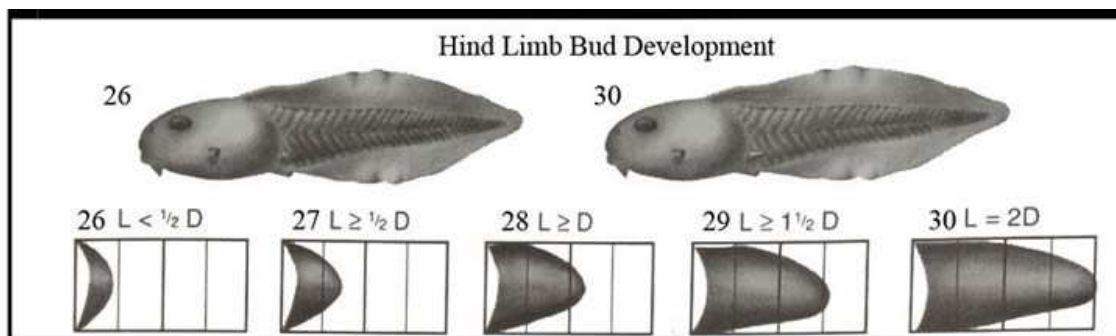 Hind Limb Bud Development
26
30
26 L < ½ D
27 L ≥ ½ D
28 L ≥ D
29 L ≥ 1½ D
30 L = 2D